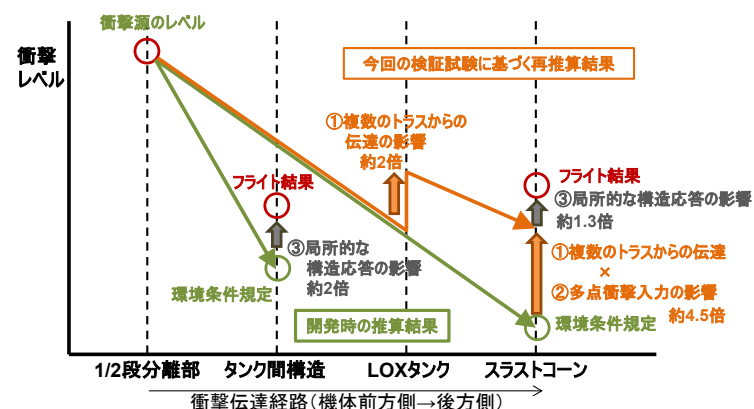 衝撃源のレベル
衝撃
レベル
今回の検証試験に基づく再推算結果
①複数のトラスからの
伝達の影響
約2倍
フライト結果
③局所的な
構造応答の影響
約2倍
環境条件規定
開発時の推算結果
フライト結果
③局所的な構造応答の影響
約1.3倍
①複数のトラスからの伝達
×
②多点衝撃入力の影響
約4.5倍
環境条件規定
1/2段分離部
タンク間構造
LOXタンク
スラストコーン
衝撃伝達経路(機体前方側→後方側)